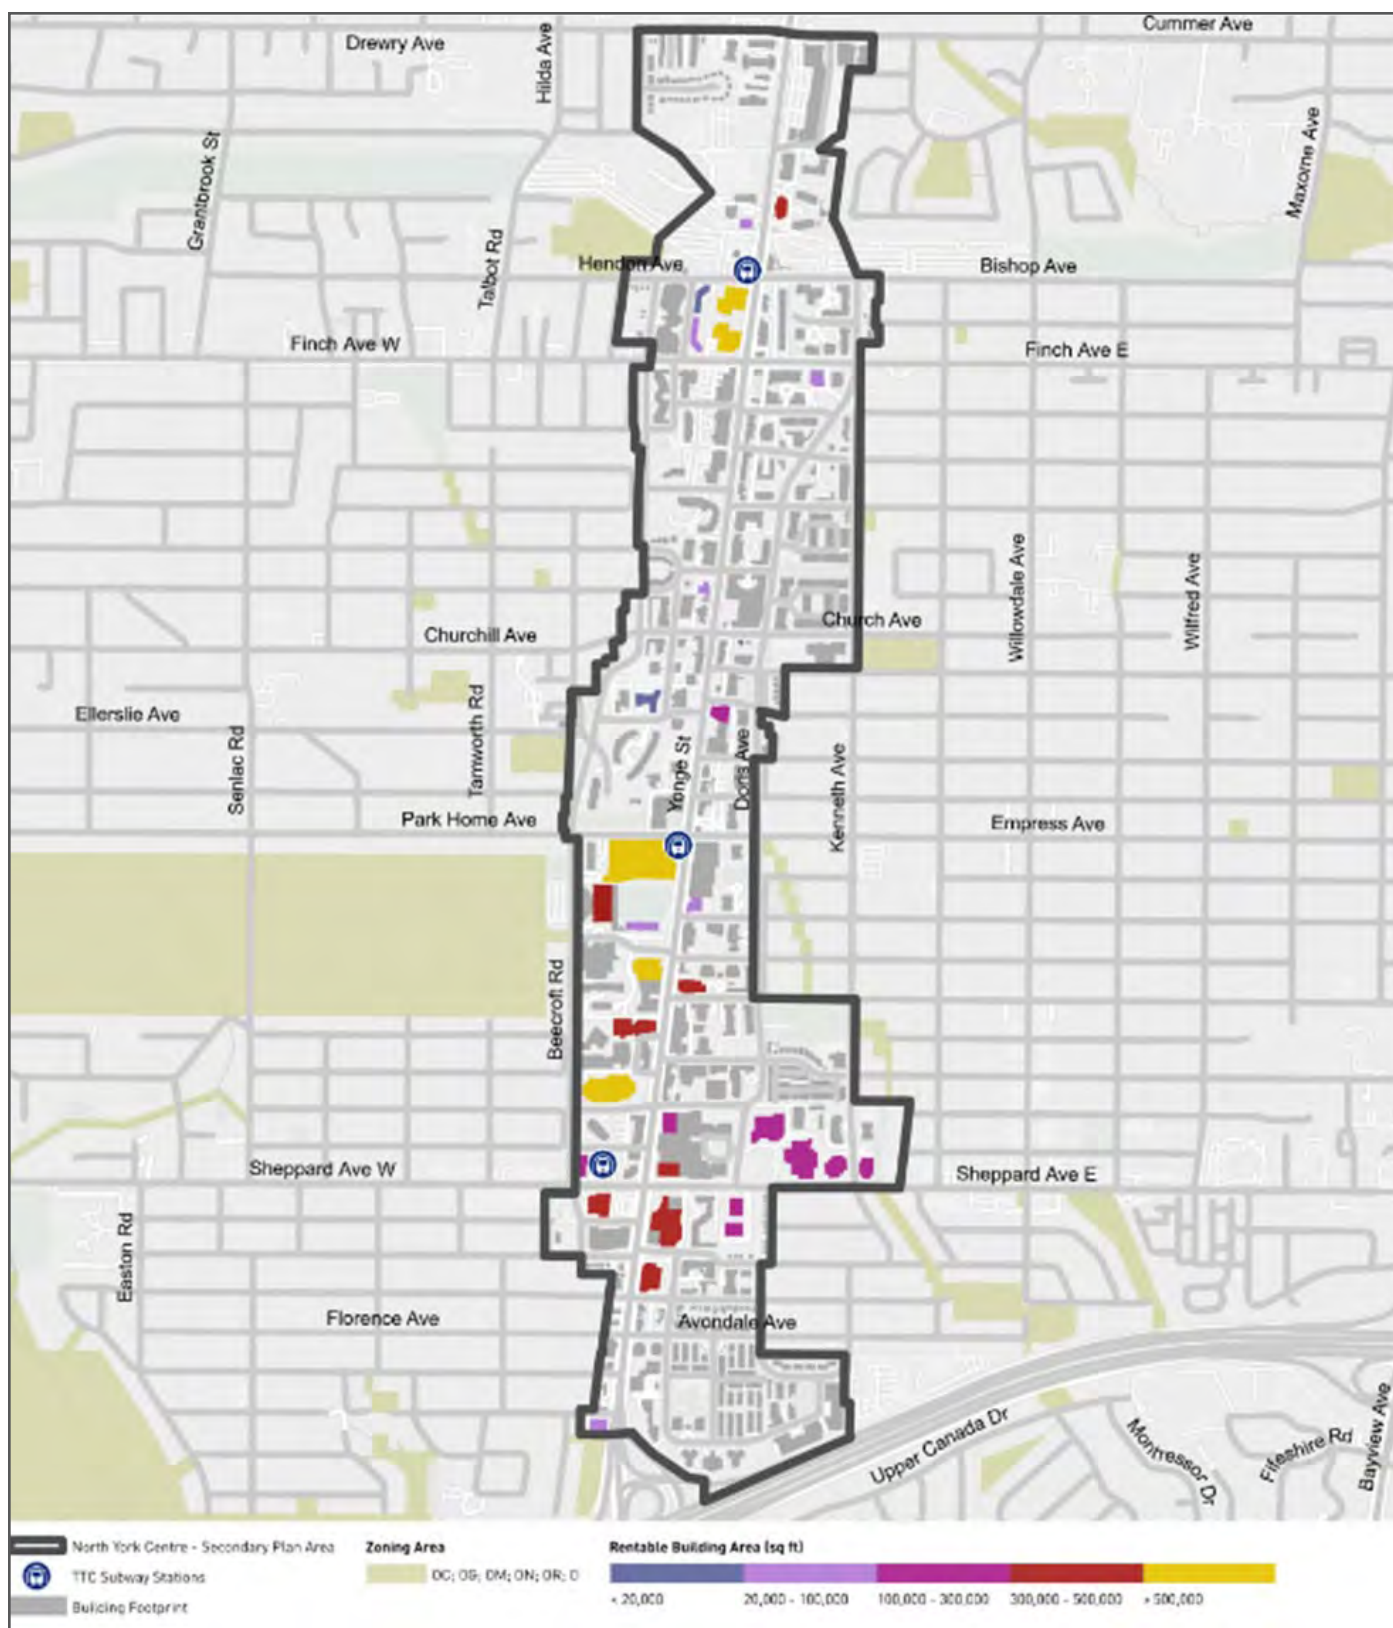 Cummer Ave
Drewry Ave
Hilda Ave
Maxome Ave
Grantbrook St
Talbot Rd
Hendon Ave
Bishop Ave
Finch Ave W
Finch Ave E
Willowdale Ave
Wilfred Ave
Church Ave
Churchill Ave
Ellerslie Ave
Senlac Rd
Tamworth Rd
Yonge St
Doris Ave
Kenneth Ave
Park Home Ave
Empress Ave
Beecroft Rd
Sheppard Ave W
Sheppard Ave E
Easton Rd
Florence Ave
Avondale Ave
Upper Canada Dr
Montressor Dr
Fifeshire Rd
Bayview Ave
North York Centre - Secondary Plan Area
TTC Subway Stations
Building Footprint
Zoning Area
OC; OG; OM; ON; OR; O
Rentable Building Area (sq ft)
< 20,000
20,000 - 100,000
100,000 - 300,000
300,000 - 500,000
> 500,000